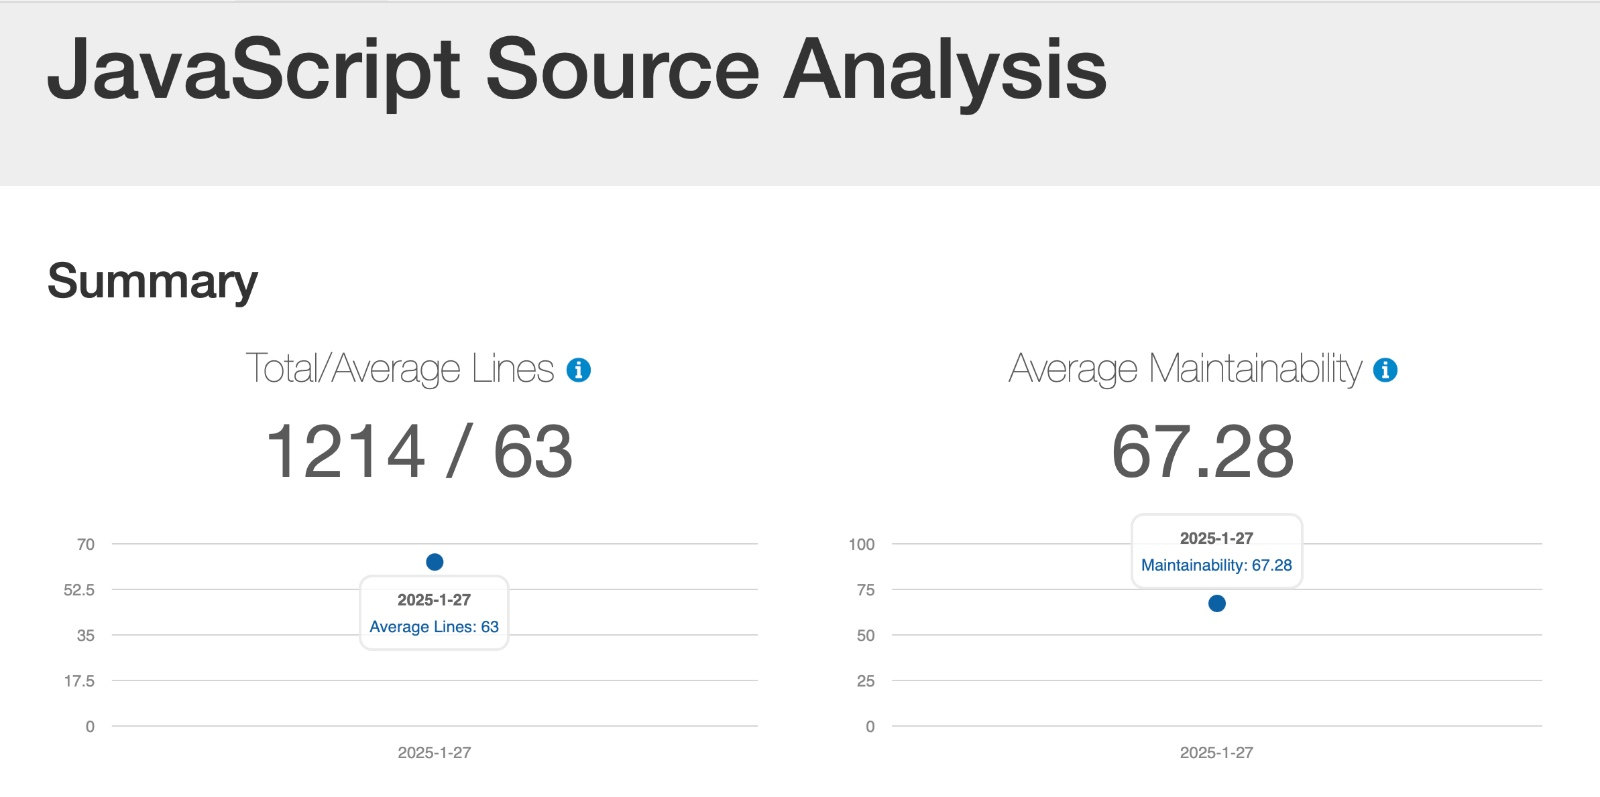 JavaScript Source Analysis
Summary
Total/Average Lines
1214 / 63
70
52.5
35
17.5
0
2025-1-27
Average Lines: 63
2025-1-27
Average Maintainability
67.28
100
75
50
25
0
2025-1-27
Maintainability: 67.28
2025-1-27